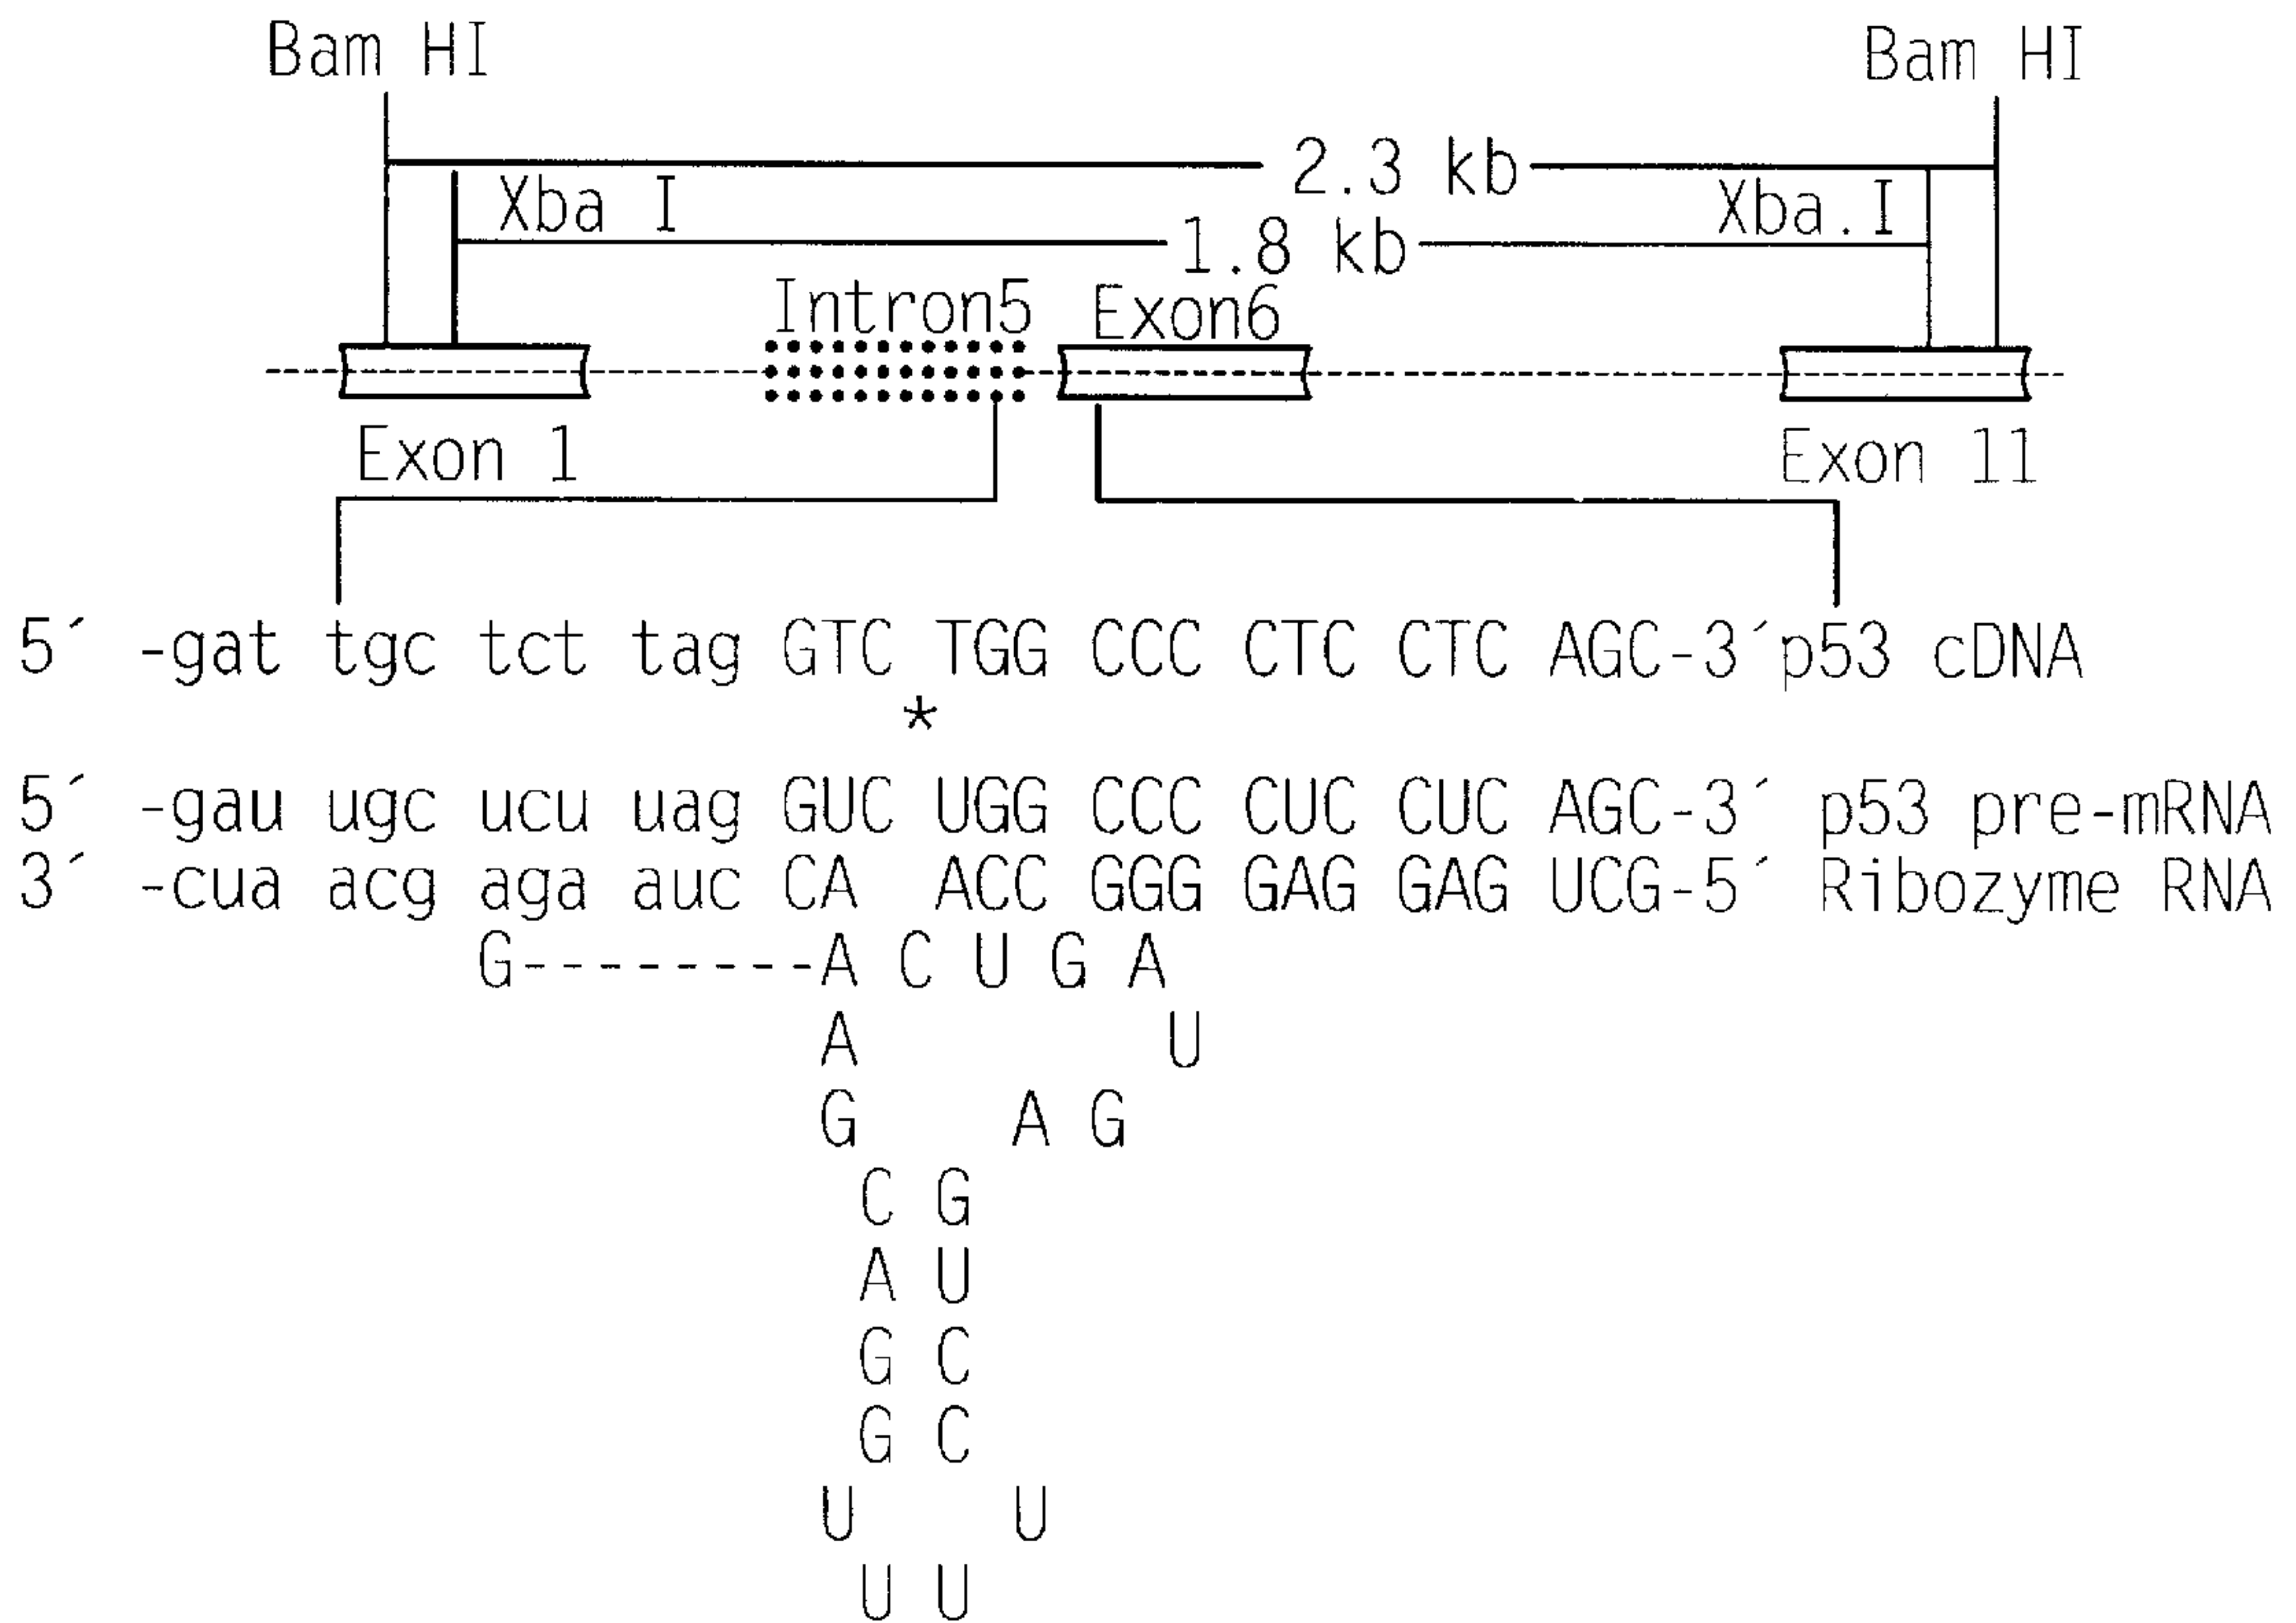 Bam HI Bam HI
2.3 kb
Xba I Xba.I
1.8 kb
Intron5 Exon6
Exon 1 Exon 11
5´ -gat tgc tct tag GTC TGG CCC CTC CTC AGC-3´p53 cDNA
*
5´ -gau ugc ucu uag GUC UGG CCC CUC CUC AGC-3´ p53 pre-mRNA
3´ -cua acg aga auc CA ACC GGG GAG GAG UCG-5´ Ribozyme RNA
G--------A C U G A
A U
G A G
C G
A U
G C
G C
U U
U U